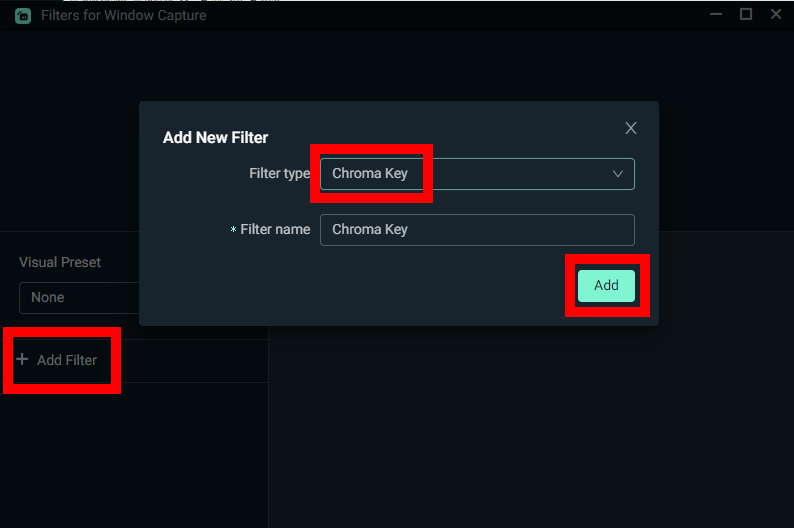 Filters for Window Capture
Add New Filter
Filter type
Chroma Key
* Filter name
Chroma Key
Add
Visual Preset
None
+ Add Filter